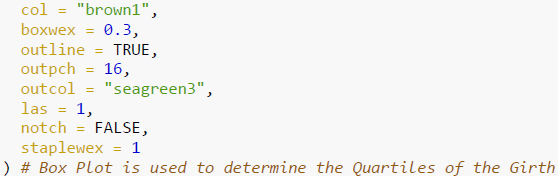 col = "brown1",
boxwex = 0.3,
outline = TRUE,
outpch = 16,
outcol = "seagreen3",
las = 1,
notch = FALSE,
staplewex = 1
) # Box Plot is used to determine the Quartiles of the Girth